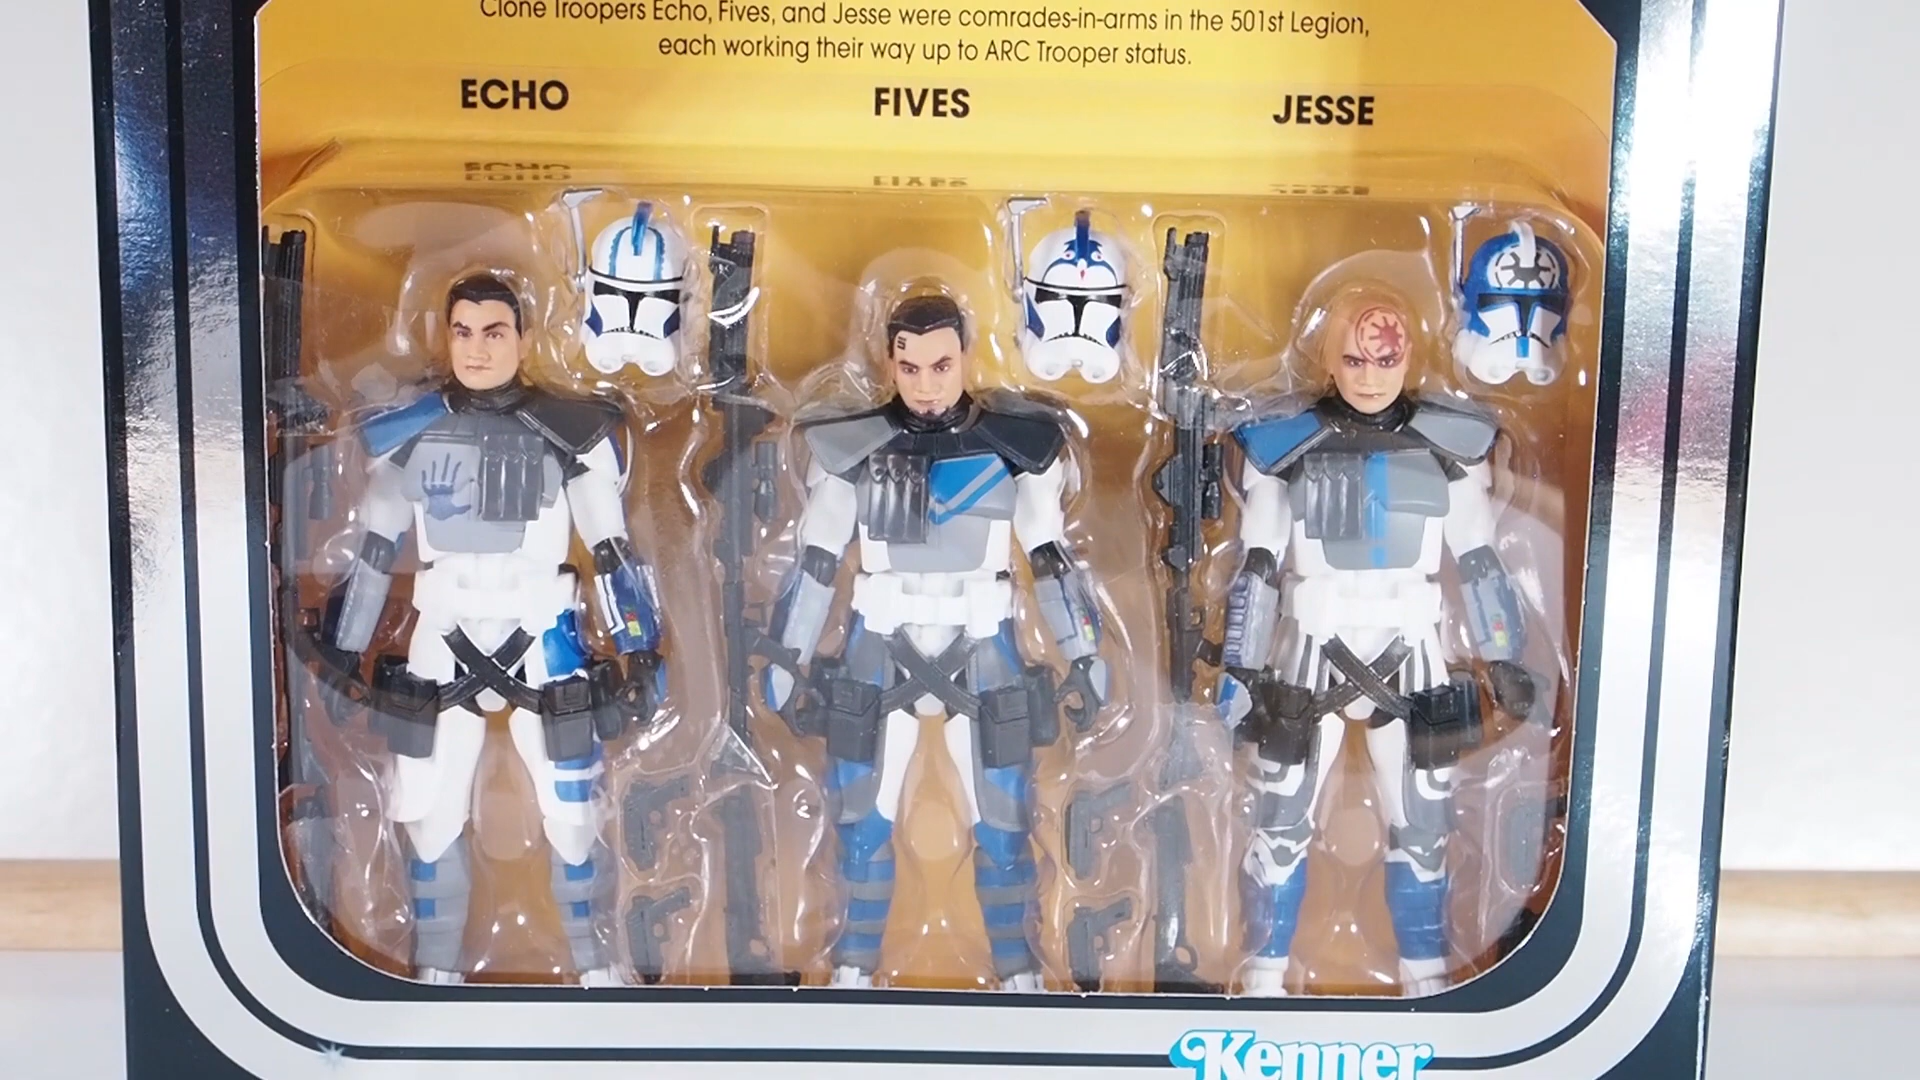 Clone Troopers Echo, Fives, and Jesse were comrades-in-arms in the 501st Legion,
each working their way up to ARC Trooper status.
ECHO FIVES JESSE
Kenner